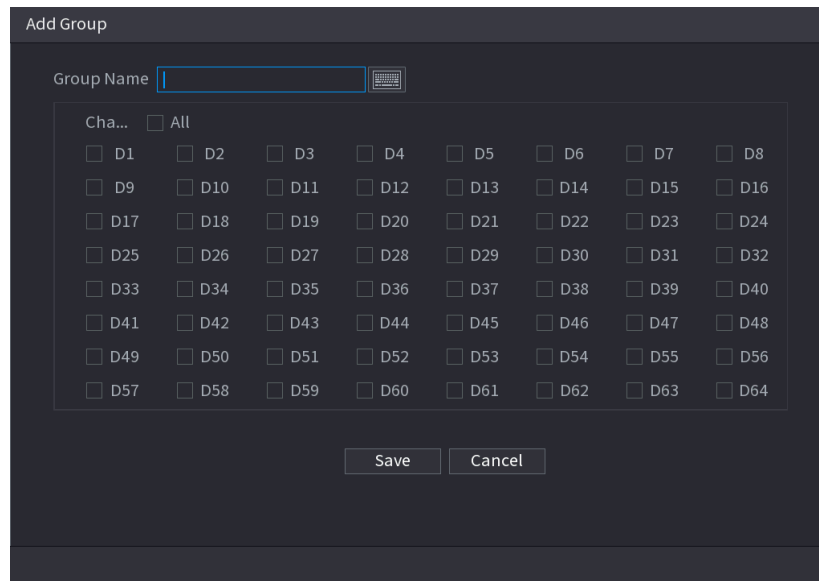 Add Group
Group Name
Cha... All
D1 D2 D3 D4 D5 D6 D7 D8
D9 D10 D11 D12 D13 D14 D15 D16
D17 D18 D19 D20 D21 D22 D23 D24
D25 D26 D27 D28 D29 D30 D31 D32
D33 D34 D35 D36 D37 D38 D39 D40
D41 D42 D43 D44 D45 D46 D47 D48
D49 D50 D51 D52 D53 D54 D55 D56
D57 D58 D59 D60 D61 D62 D63 D64
Save Cancel